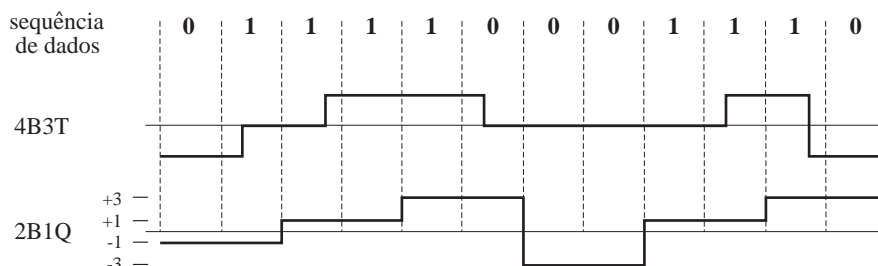 sequência
de dados
0 1 1 1 1 0 0 0 1 1 1 0
4B3T
2B1Q
+3
+1
-1
-3